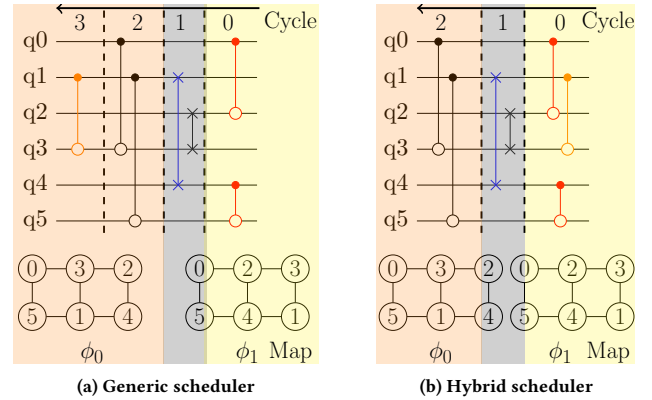 3 2 1 0 Cycle
q0
q1
q2
q3
q4
q5
0 3 2 0 2 3
5 1 4 5 4 1
ϕ0 ϕ1 Map
(a) Generic scheduler
2 1 0 Cycle
q0
q1
q2
q3
q4
q5
0 3 2 0 2 3
5 1 4 5 4 1
ϕ0 ϕ1 Map
(b) Hybrid scheduler